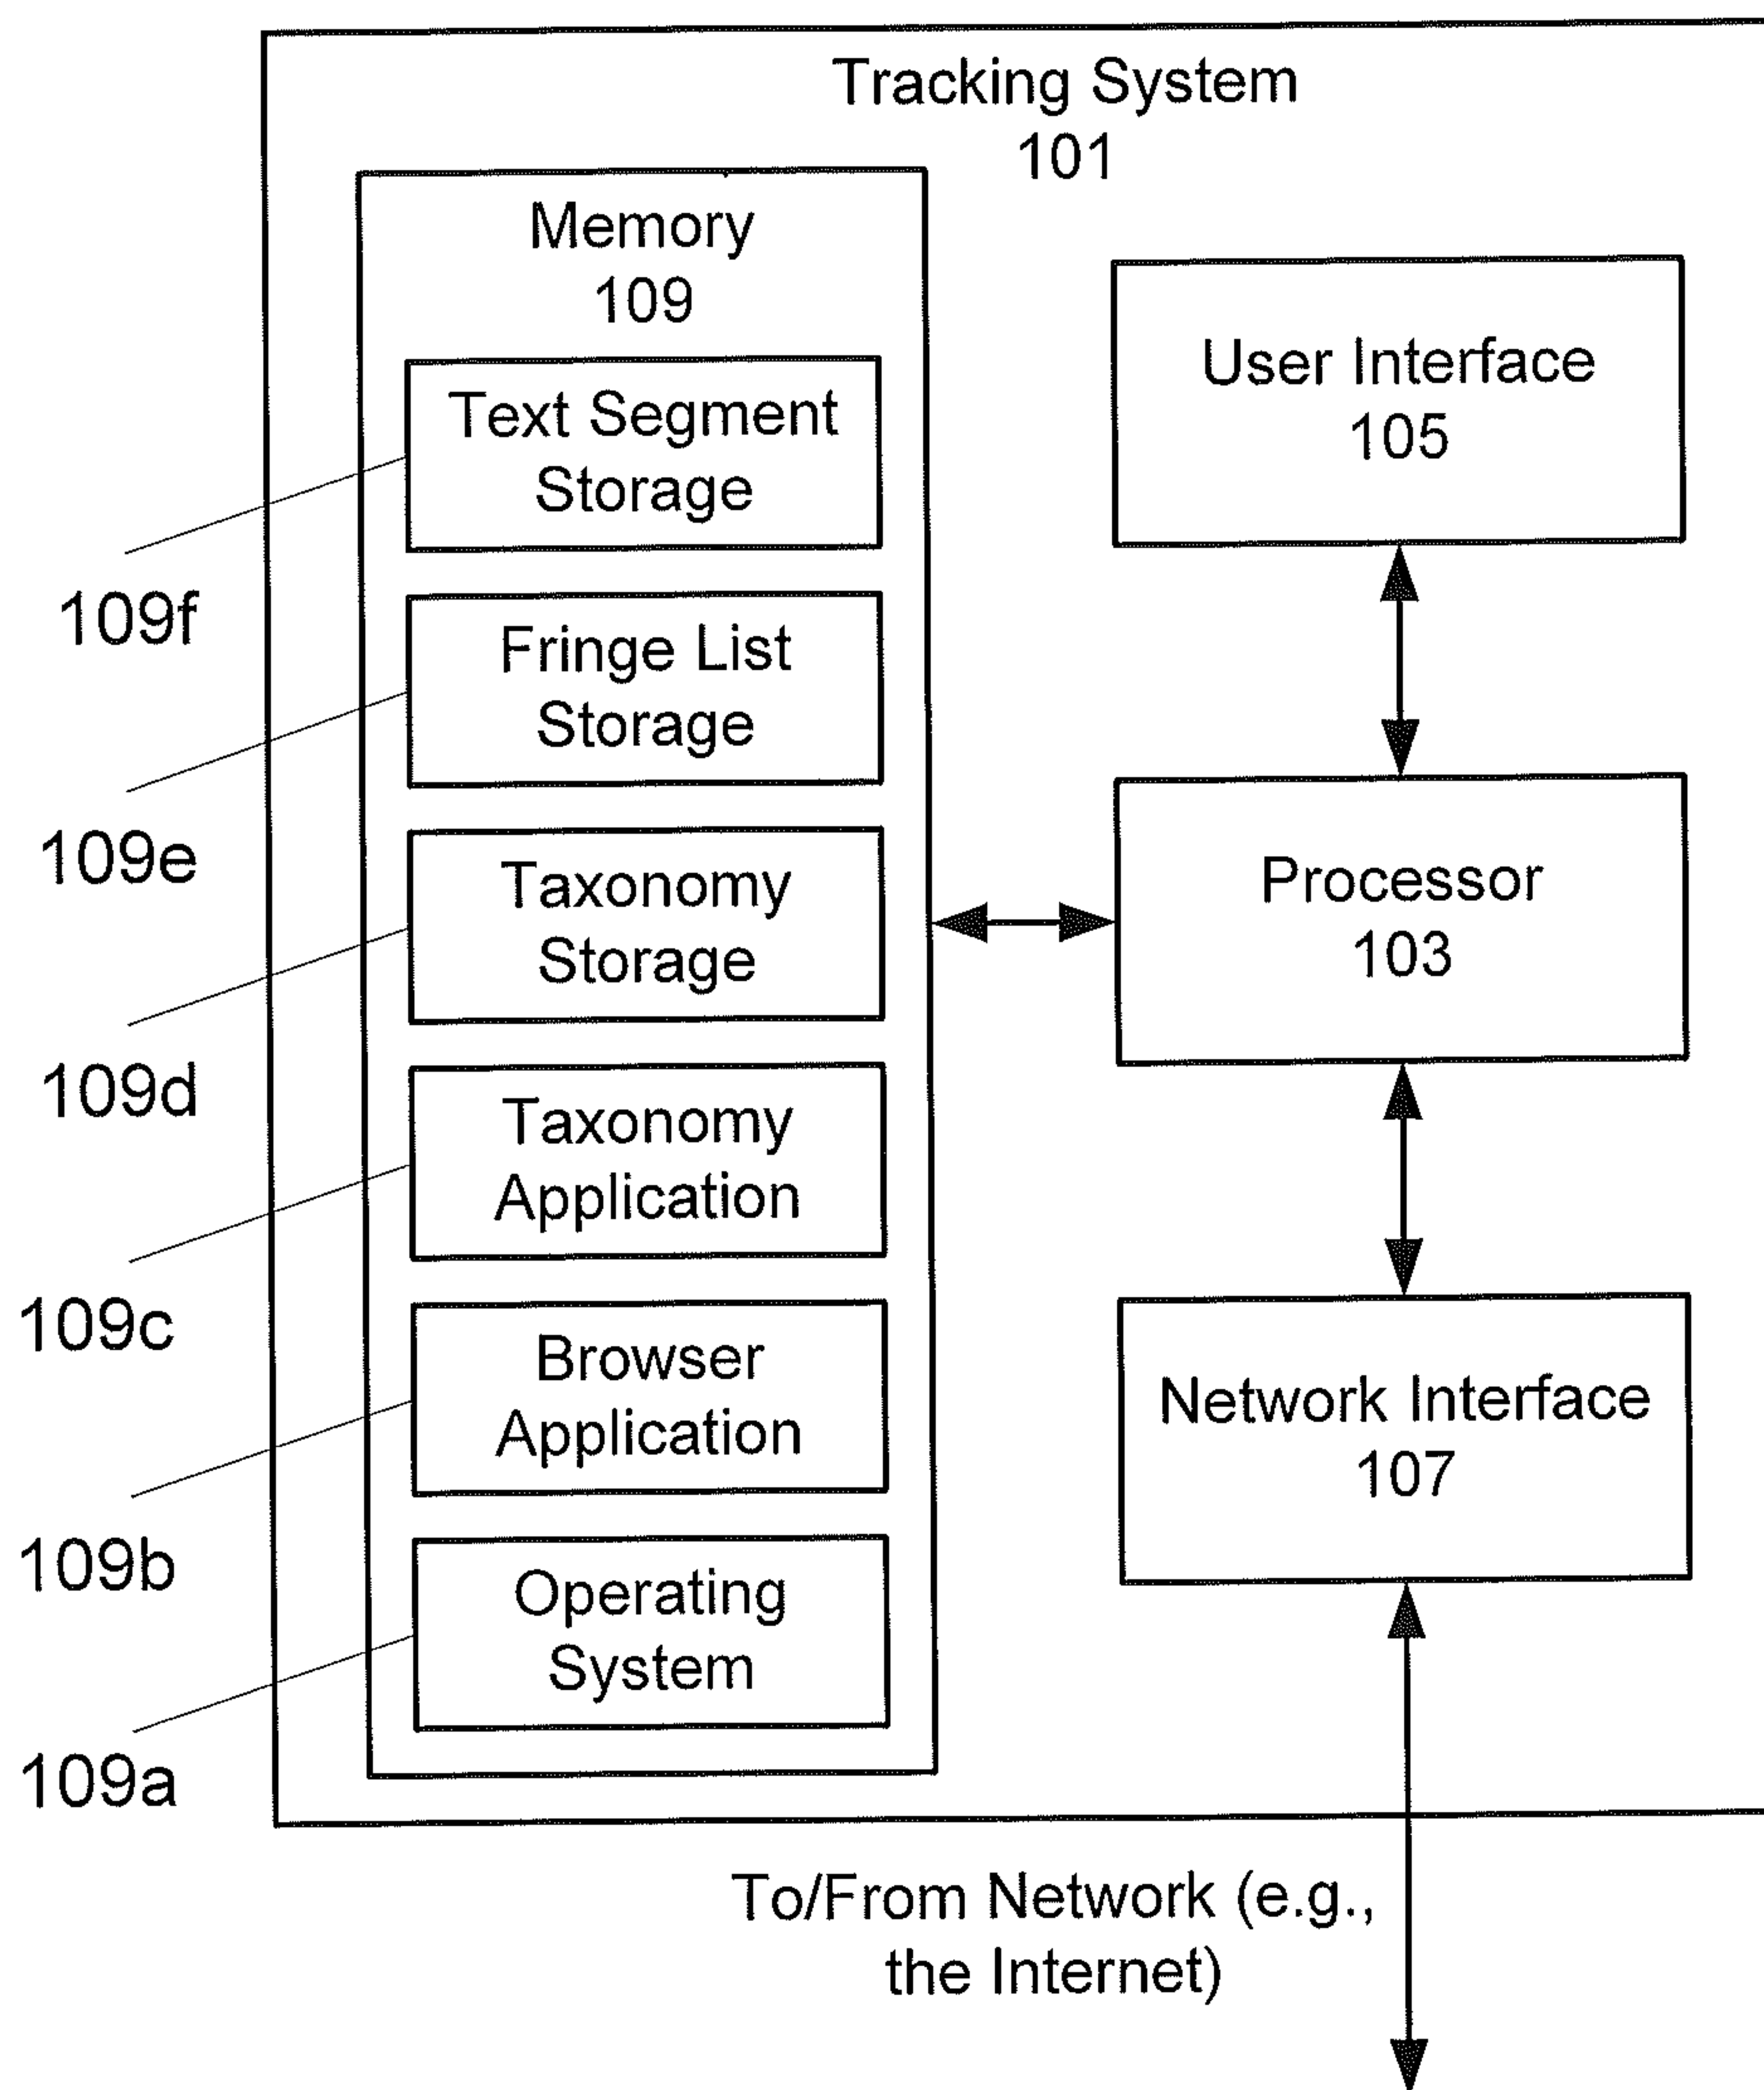 Tracking System
101
Memory
109
Text Segment
Storage
109f
Fringe List
Storage
109e
Taxonomy
Storage
109d
Taxonomy
Application
109c
Browser
Application
109b
Operating
System
109a
User Interface
105
Processor
103
Network Interface
107
To/From Network (e.g.,
the Internet)